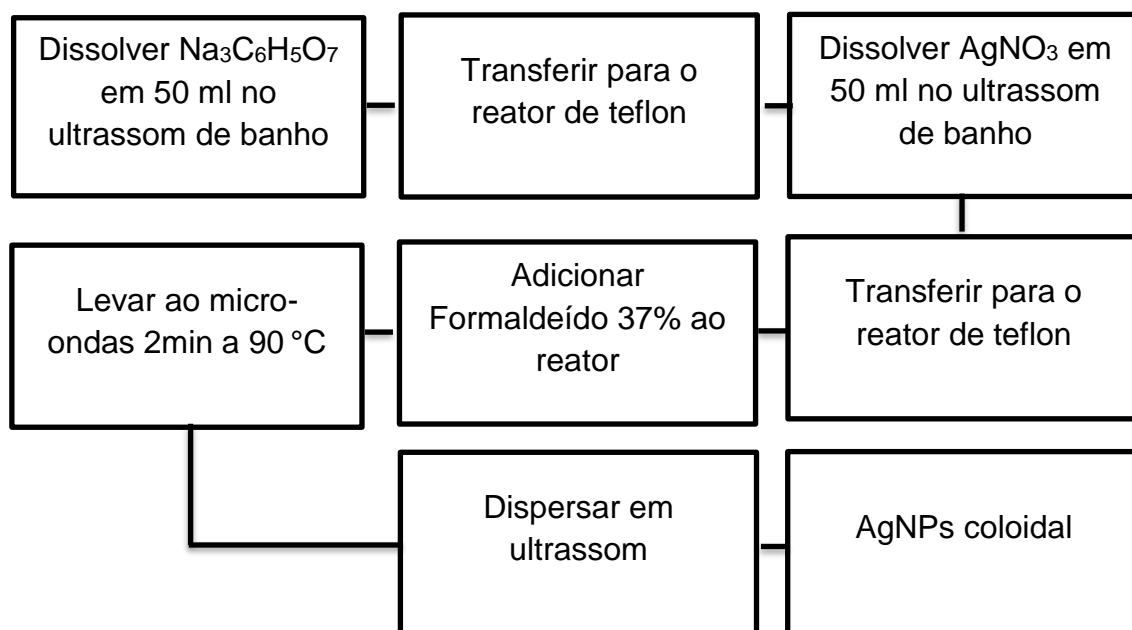 Dissolver Na₃C₆H₅O₇
em 50 ml no
ultrassom de banho
Transferir para o
reator de teflon
Dissolver AgNO₃ em
50 ml no ultrassom
de banho
Transferir para o
reator de teflon
Adicionar
Formaldeído 37% ao
reator
Levar ao micro-
ondas 2min a 90 °C
Dispersar em
ultrassom
AgNPs coloidal